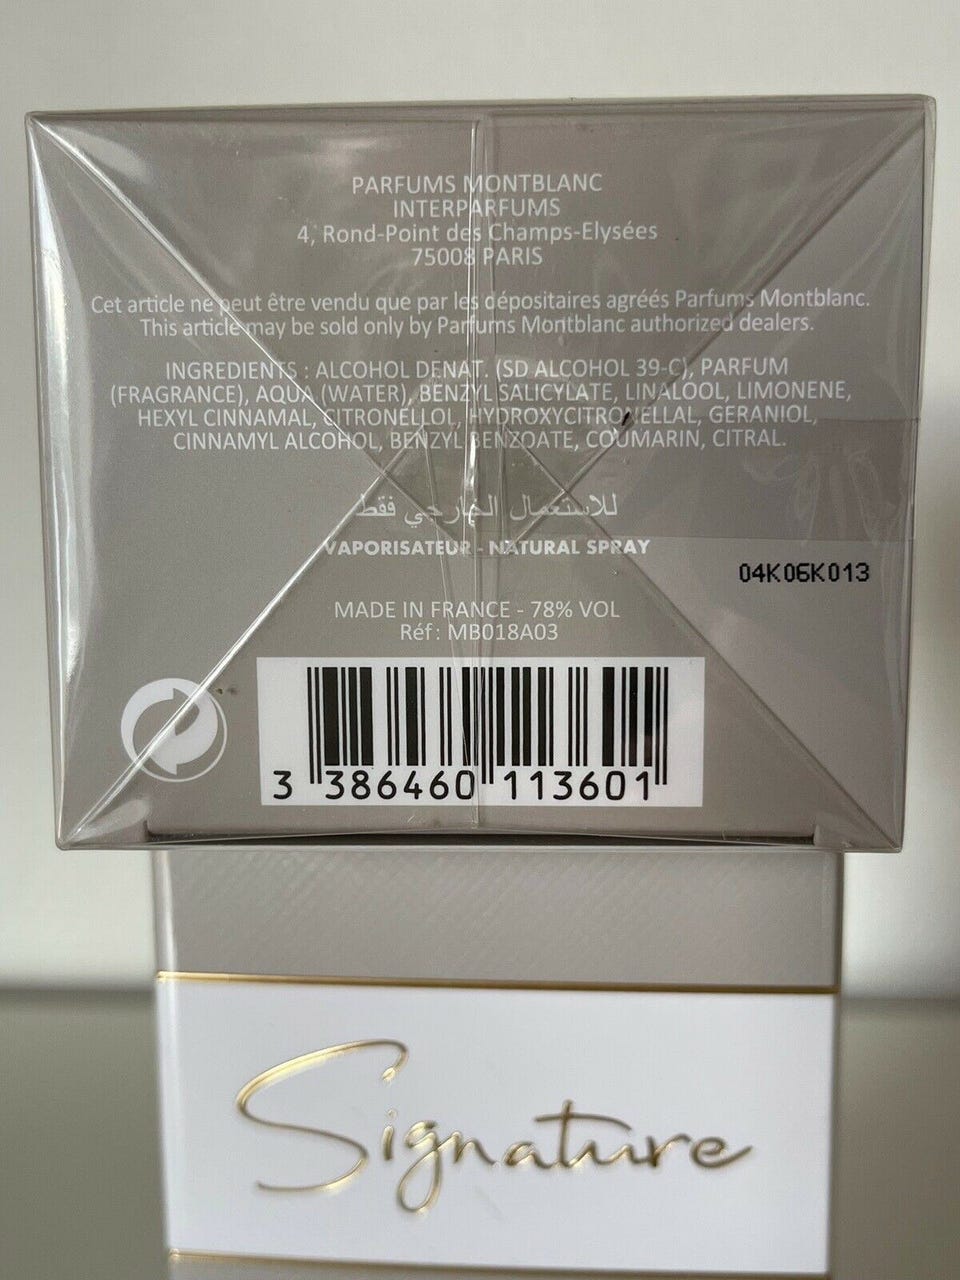 PARFUMS MONTBLANC
INTERPARFUMS
4, Rond-Point des Champs-Elysées
75008 PARIS
Cet article ne peut être vendu que par les dépositaires agréés Parfums Montblanc.
This article may be sold only by Parfums Montblanc authorized dealers.
INGREDIENTS : ALCOHOL DENAT. (SD ALCOHOL 39-C), PARFUM
(FRAGRANCE), AQUA (WATER), BENZYL SALICYLATE, LINALOOL, LIMONENE,
HEXYL CINNAMAL, CITRONELLOL, HYDROXYCITRONELLAL, GERANIOL,
CINNAMYL ALCOHOL, BENZYL BENZOATE, COUMARIN, CITRAL.
للاستعمال الخارجي فقط
VAPORISATEUR - NATURAL SPRAY
04K06K013
MADE IN FRANCE - 78% VOL
Réf : MB018A03
3 386460 113601
Signature